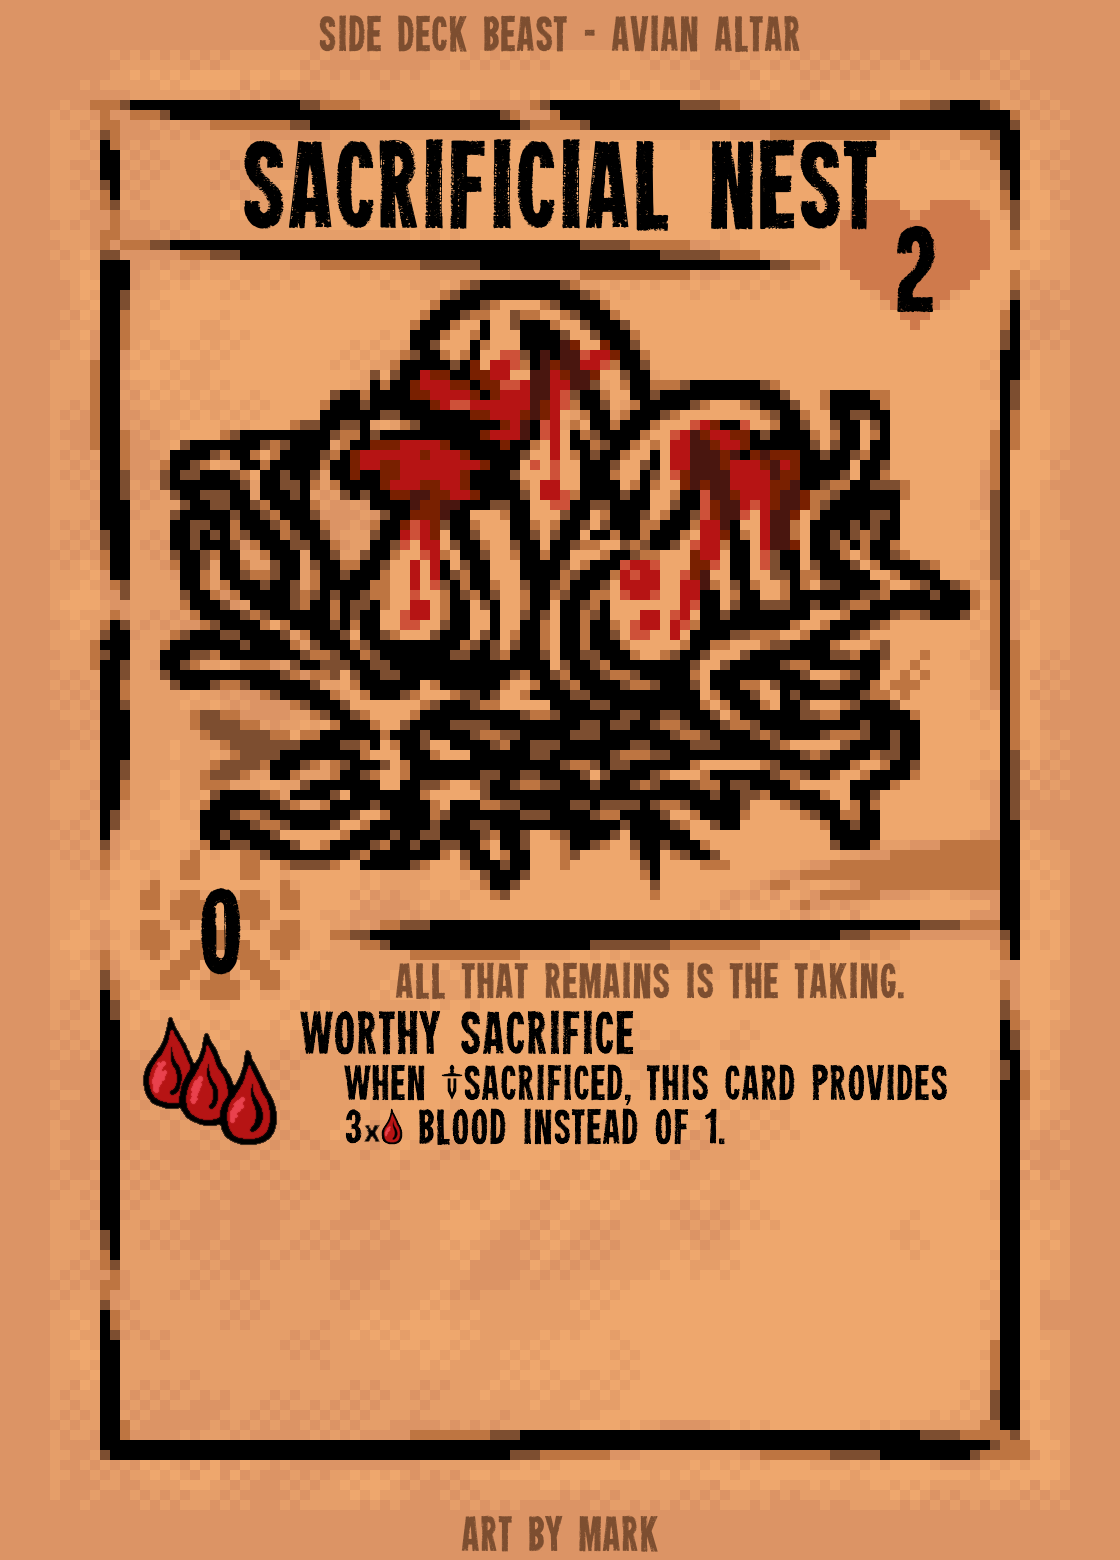 SIDE DECK BEAST - AVIAN ALTAR
SACRIFICIAL NEST
2
0
ALL THAT REMAINS IS THE TAKING.
WORTHY SACRIFICE
WHEN SACRIFICED, THIS CARD PROVIDES
3x BLOOD INSTEAD OF 1.
ART BY MARK